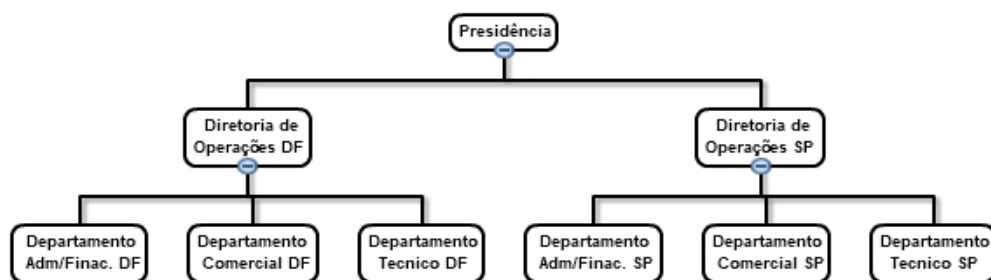 Presidência
Diretoria de
Operações DF
Diretoria de
Operações SP
Departamento
Adm/Finac. DF
Departamento
Comercial DF
Departamento
Tecnico DF
Departamento
Adm/Finac. SP
Departamento
Comercial SP
Departamento
Tecnico SP